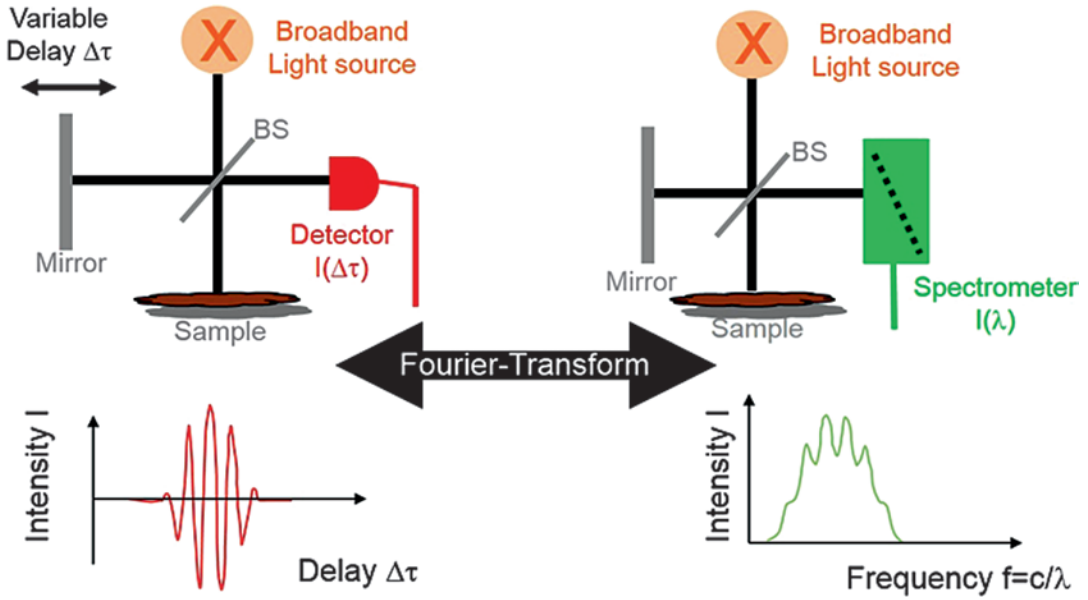 Variable
Delay Δτ
X
Broadband
Light source
BS
Mirror
Detector
I(Δτ)
Sample
X
Broadband
Light source
BS
Mirror
Spectrometer
I(λ)
Sample
Fourier-Transform
Intensity I
Delay Δτ
Intensity I
Frequency f=c/λ